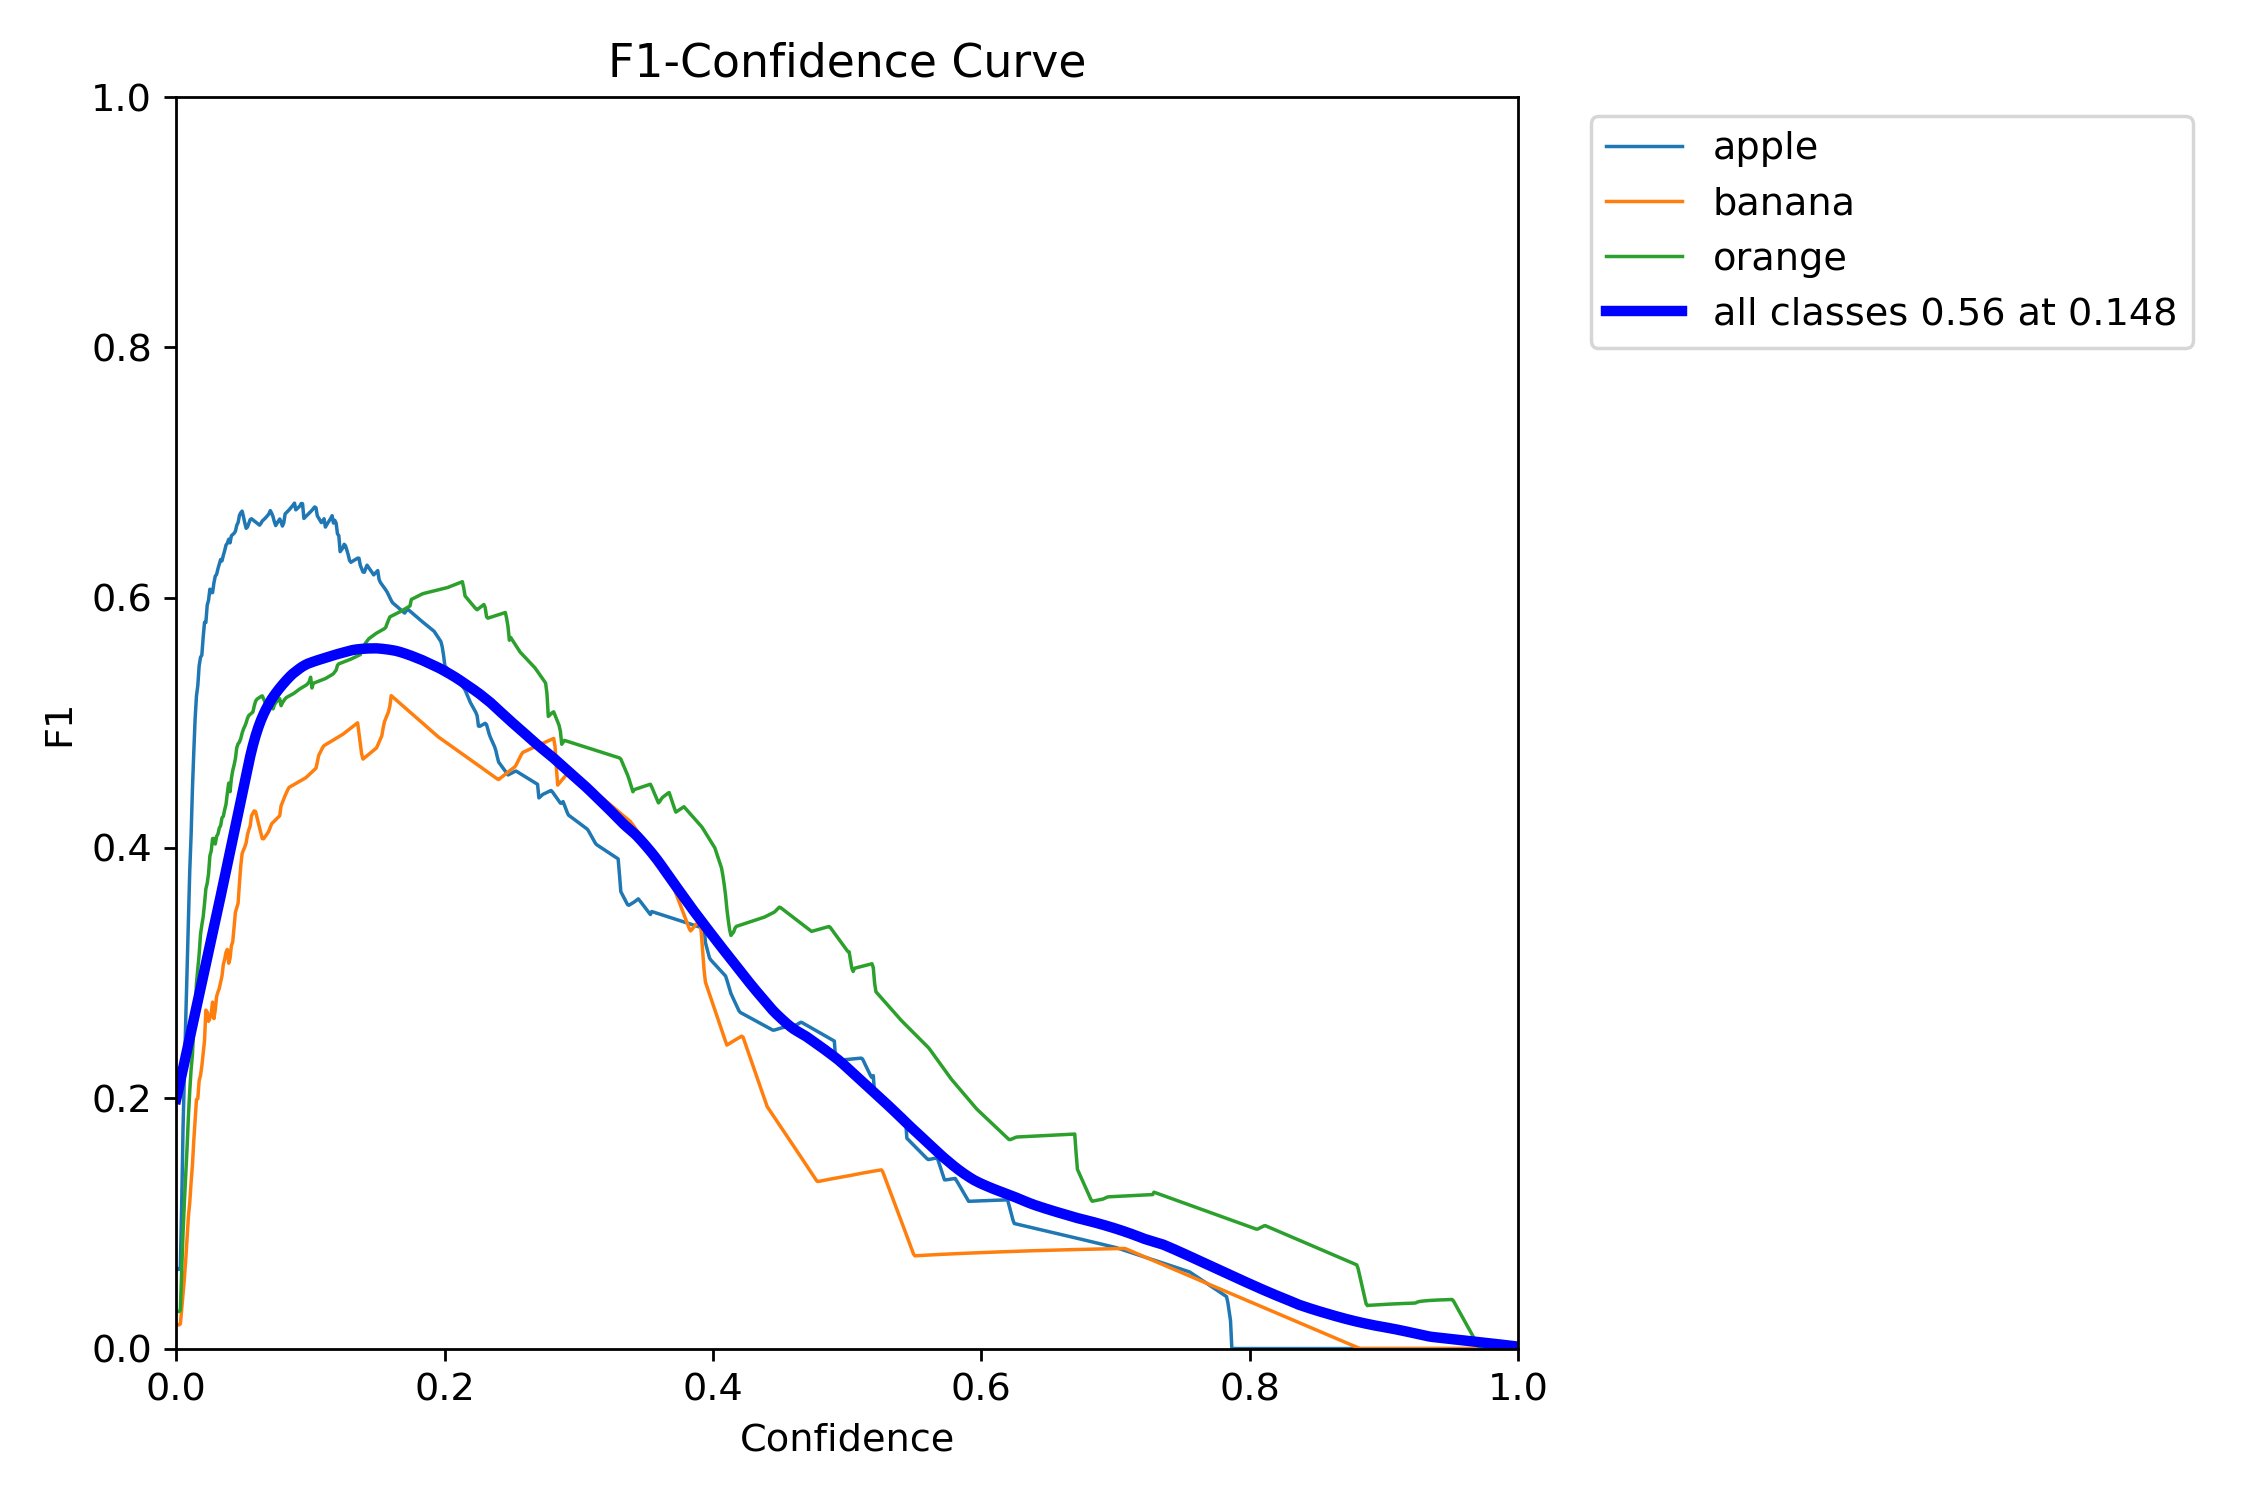 F1-Confidence Curve
1.0
0.8
0.6
0.4
0.2
0.0
F1
0.0 0.2 0.4 0.6 0.8 1.0
Confidence
apple
banana
orange
all classes 0.56 at 0.148